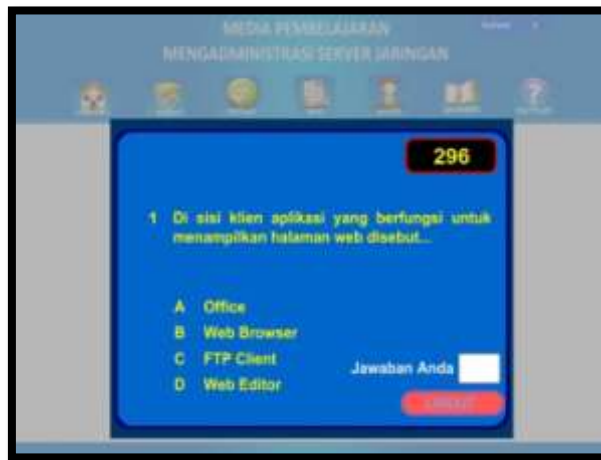 MEDIA PEMBELAJARAN
MENGADMINISTRASI SERVER JARINGAN
296
1 Di sisi klien aplikasi yang berfungsi untuk
menampilkan halaman web disebut...
A Office
B Web Browser
C FTP Client
D Web Editor
Jawaban Anda